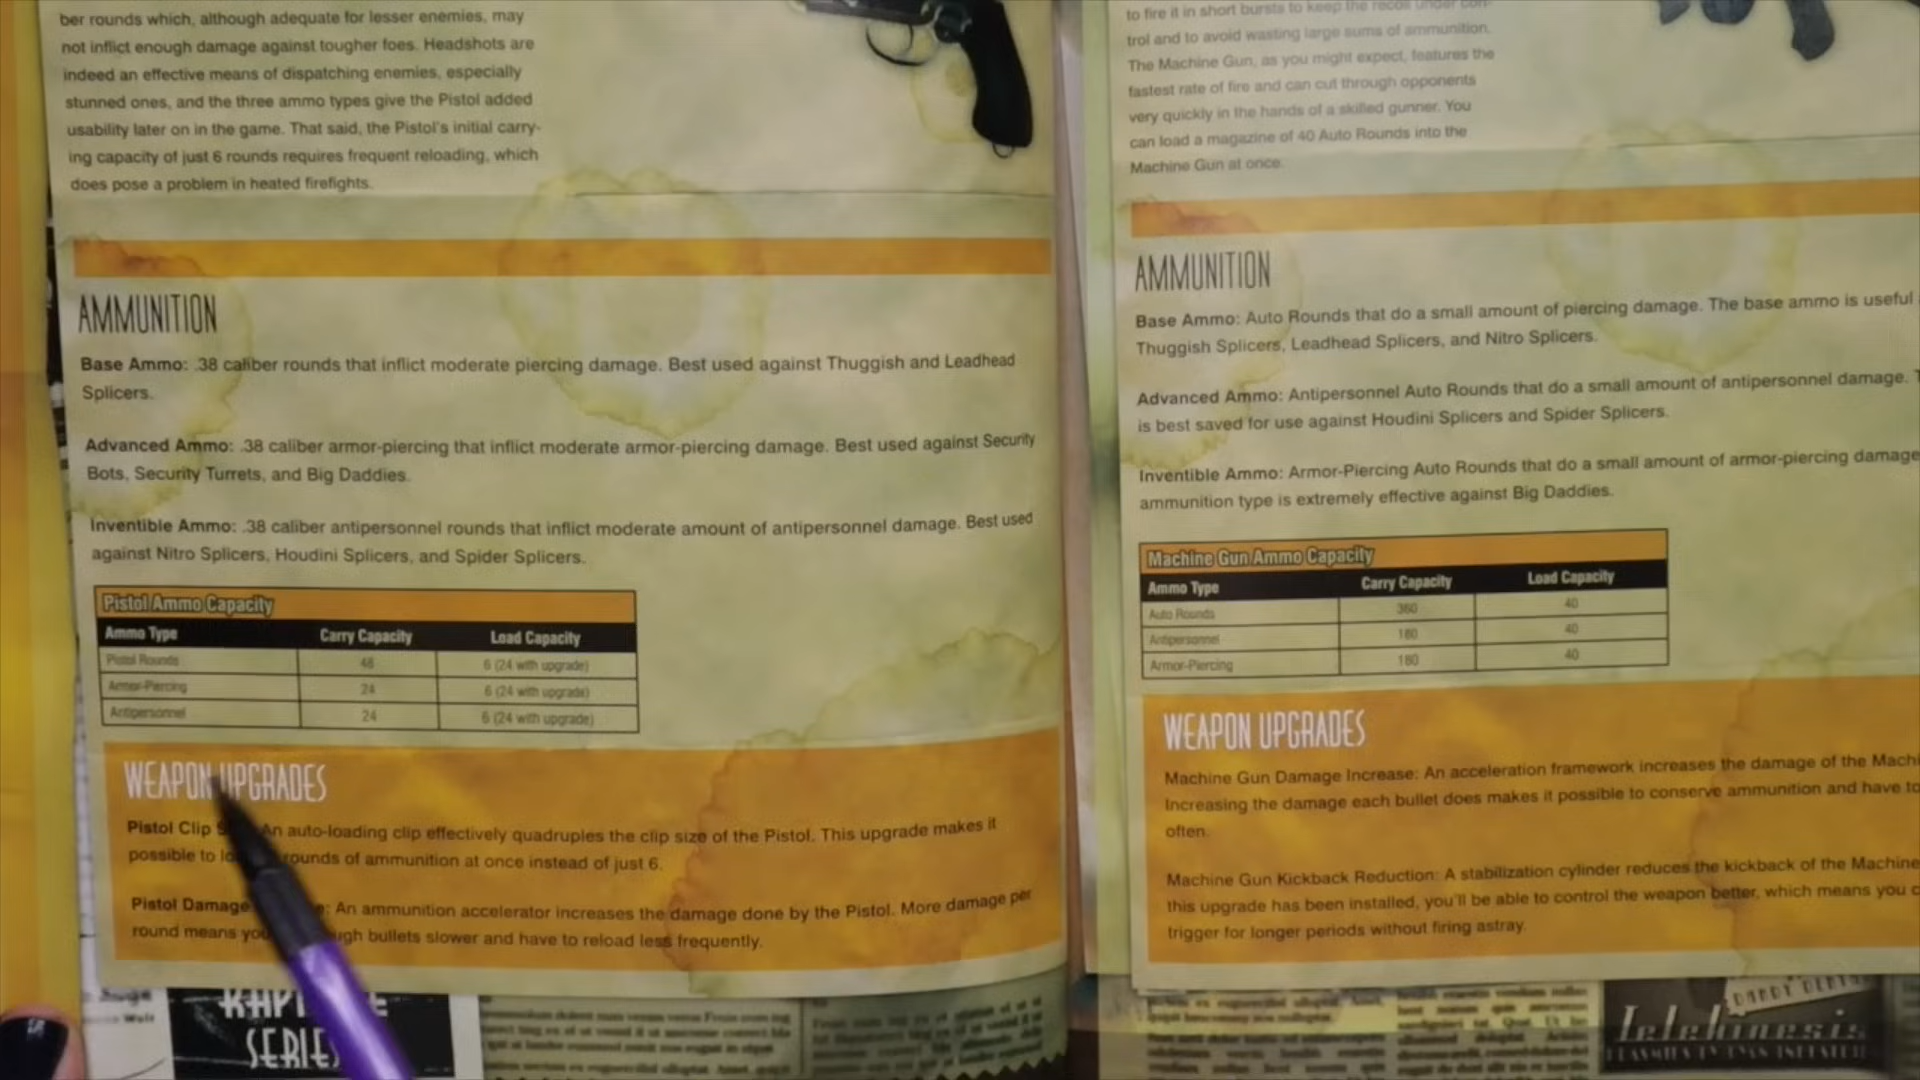 ber rounds which, although adequate for lesser enemies, may
not inflict enough damage against tougher foes. Headshots are
indeed an effective means of dispatching enemies, especially
stunned ones, and the three ammo types give the Pistol added
usability later on in the game. That said, the Pistol's initial carry-
ing capacity of just 6 rounds requires frequent reloading, which
does pose a problem in heated firefights.
AMMUNITION
Base Ammo: .38 caliber rounds that inflict moderate piercing damage. Best used against Thuggish and Leadhead
Splicers.
Advanced Ammo: .38 caliber armor-piercing that inflict moderate armor-piercing damage. Best used against Security
Bots, Security Turrets, and Big Daddies.
Inventible Ammo: .38 caliber antipersonnel rounds that inflict moderate amount of antipersonnel damage. Best used
against Nitro Splicers, Houdini Splicers, and Spider Splicers.
Pistol Ammo Capacity
Ammo Type Carry Capacity Load Capacity
Pistol Rounds 48 6 (24 with upgrade)
Armor-Piercing 24 6 (24 with upgrade)
Antipersonnel 24 6 (24 with upgrade)
WEAPON UPGRADES
Pistol Clip An auto-loading clip effectively quadruples the clip size of the Pistol. This upgrade makes it
possible to rounds of ammunition at once instead of just 6.
Pistol Damage An ammunition accelerator increases the damage done by the Pistol. More damage per
round means bullets slower and have to reload less frequently.
SERIES
to fire it in short bursts to keep the recoil under con-
trol and to avoid wasting large sums of ammunition.
The Machine Gun, as you might expect, features the
fastest rate of fire and can cut through opponents
very quickly in the hands of a skilled gunner. You
can load a magazine of 40 Auto Rounds into the
Machine Gun at once.
AMMUNITION
Base Ammo: Auto Rounds that do a small amount of piercing damage. The base ammo is useful
Thuggish Splicers, Leadhead Splicers, and Nitro Splicers.
Advanced Ammo: Antipersonnel Auto Rounds that do a small amount of antipersonnel damage.
is best saved for use against Houdini Splicers and Spider Splicers.
Inventible Ammo: Armor-Piercing Auto Rounds that do a small amount of armor-piercing damage
ammunition type is extremely effective against Big Daddies.
Machine Gun Ammo Capacity
Ammo Type Carry Capacity Load Capacity
Auto Rounds 360 40
Antipersonnel 180 40
Armor-Piercing 180 40
WEAPON UPGRADES
Machine Gun Damage Increase: An acceleration framework increases the damage of the Machi
Increasing the damage each bullet does makes it possible to conserve ammunition and have to
often.
Machine Gun Kickback Reduction: A stabilization cylinder reduces the kickback of the Machine
this upgrade has been installed, you'll be able to control the weapon better, which means you c
trigger for longer periods without firing astray.
Telekinesis